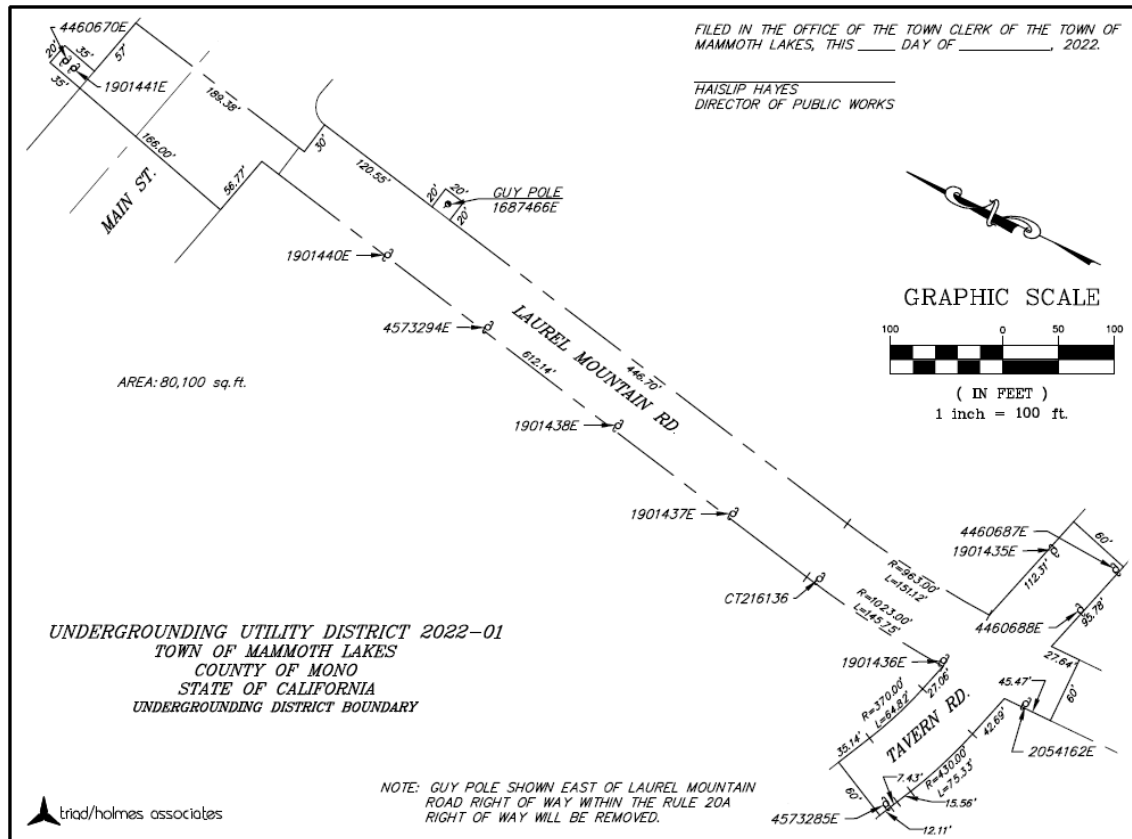 4460670E
20'
35'
57'
1901441E
35'
189.38'
166.00'
MAIN ST.
56.77'
30'
120.55'
20'
20'
20'
GUY POLE
1687466E
FILED IN THE OFFICE OF THE TOWN CLERK OF THE TOWN OF
MAMMOTH LAKES, THIS _____ DAY OF __________, 2022.
HAISLIP HAYES
DIRECTOR OF PUBLIC WORKS
GRAPHIC SCALE
100 0 50 100
( IN FEET )
1 inch = 100 ft.
1901440E
4573294E
LAUREL MOUNTAIN RD.
446.70'
612.14'
AREA: 80,100 sq.ft.
1901438E
1901437E
CT216136
R=963.00'
L=151.12'
R=1023.00'
L=145.75'
4460687E
1901435E
60'
112.31'
4460688E
95.78'
27.64'
1901436E
45.47'
60'
27.06'
R=370.00'
L=64.82'
35.14'
TAVERN RD.
42.69'
R=430.00'
L=75.33'
2054162E
7.43'
60'
15.56'
4573285E
12.11'
UNDERGROUNDING UTILITY DISTRICT 2022-01
TOWN OF MAMMOTH LAKES
COUNTY OF MONO
STATE OF CALIFORNIA
UNDERGROUNDING DISTRICT BOUNDARY
NOTE: GUY POLE SHOWN EAST OF LAUREL MOUNTAIN
ROAD RIGHT OF WAY WITHIN THE RULE 20A
RIGHT OF WAY WILL BE REMOVED.
triad/holmes associates